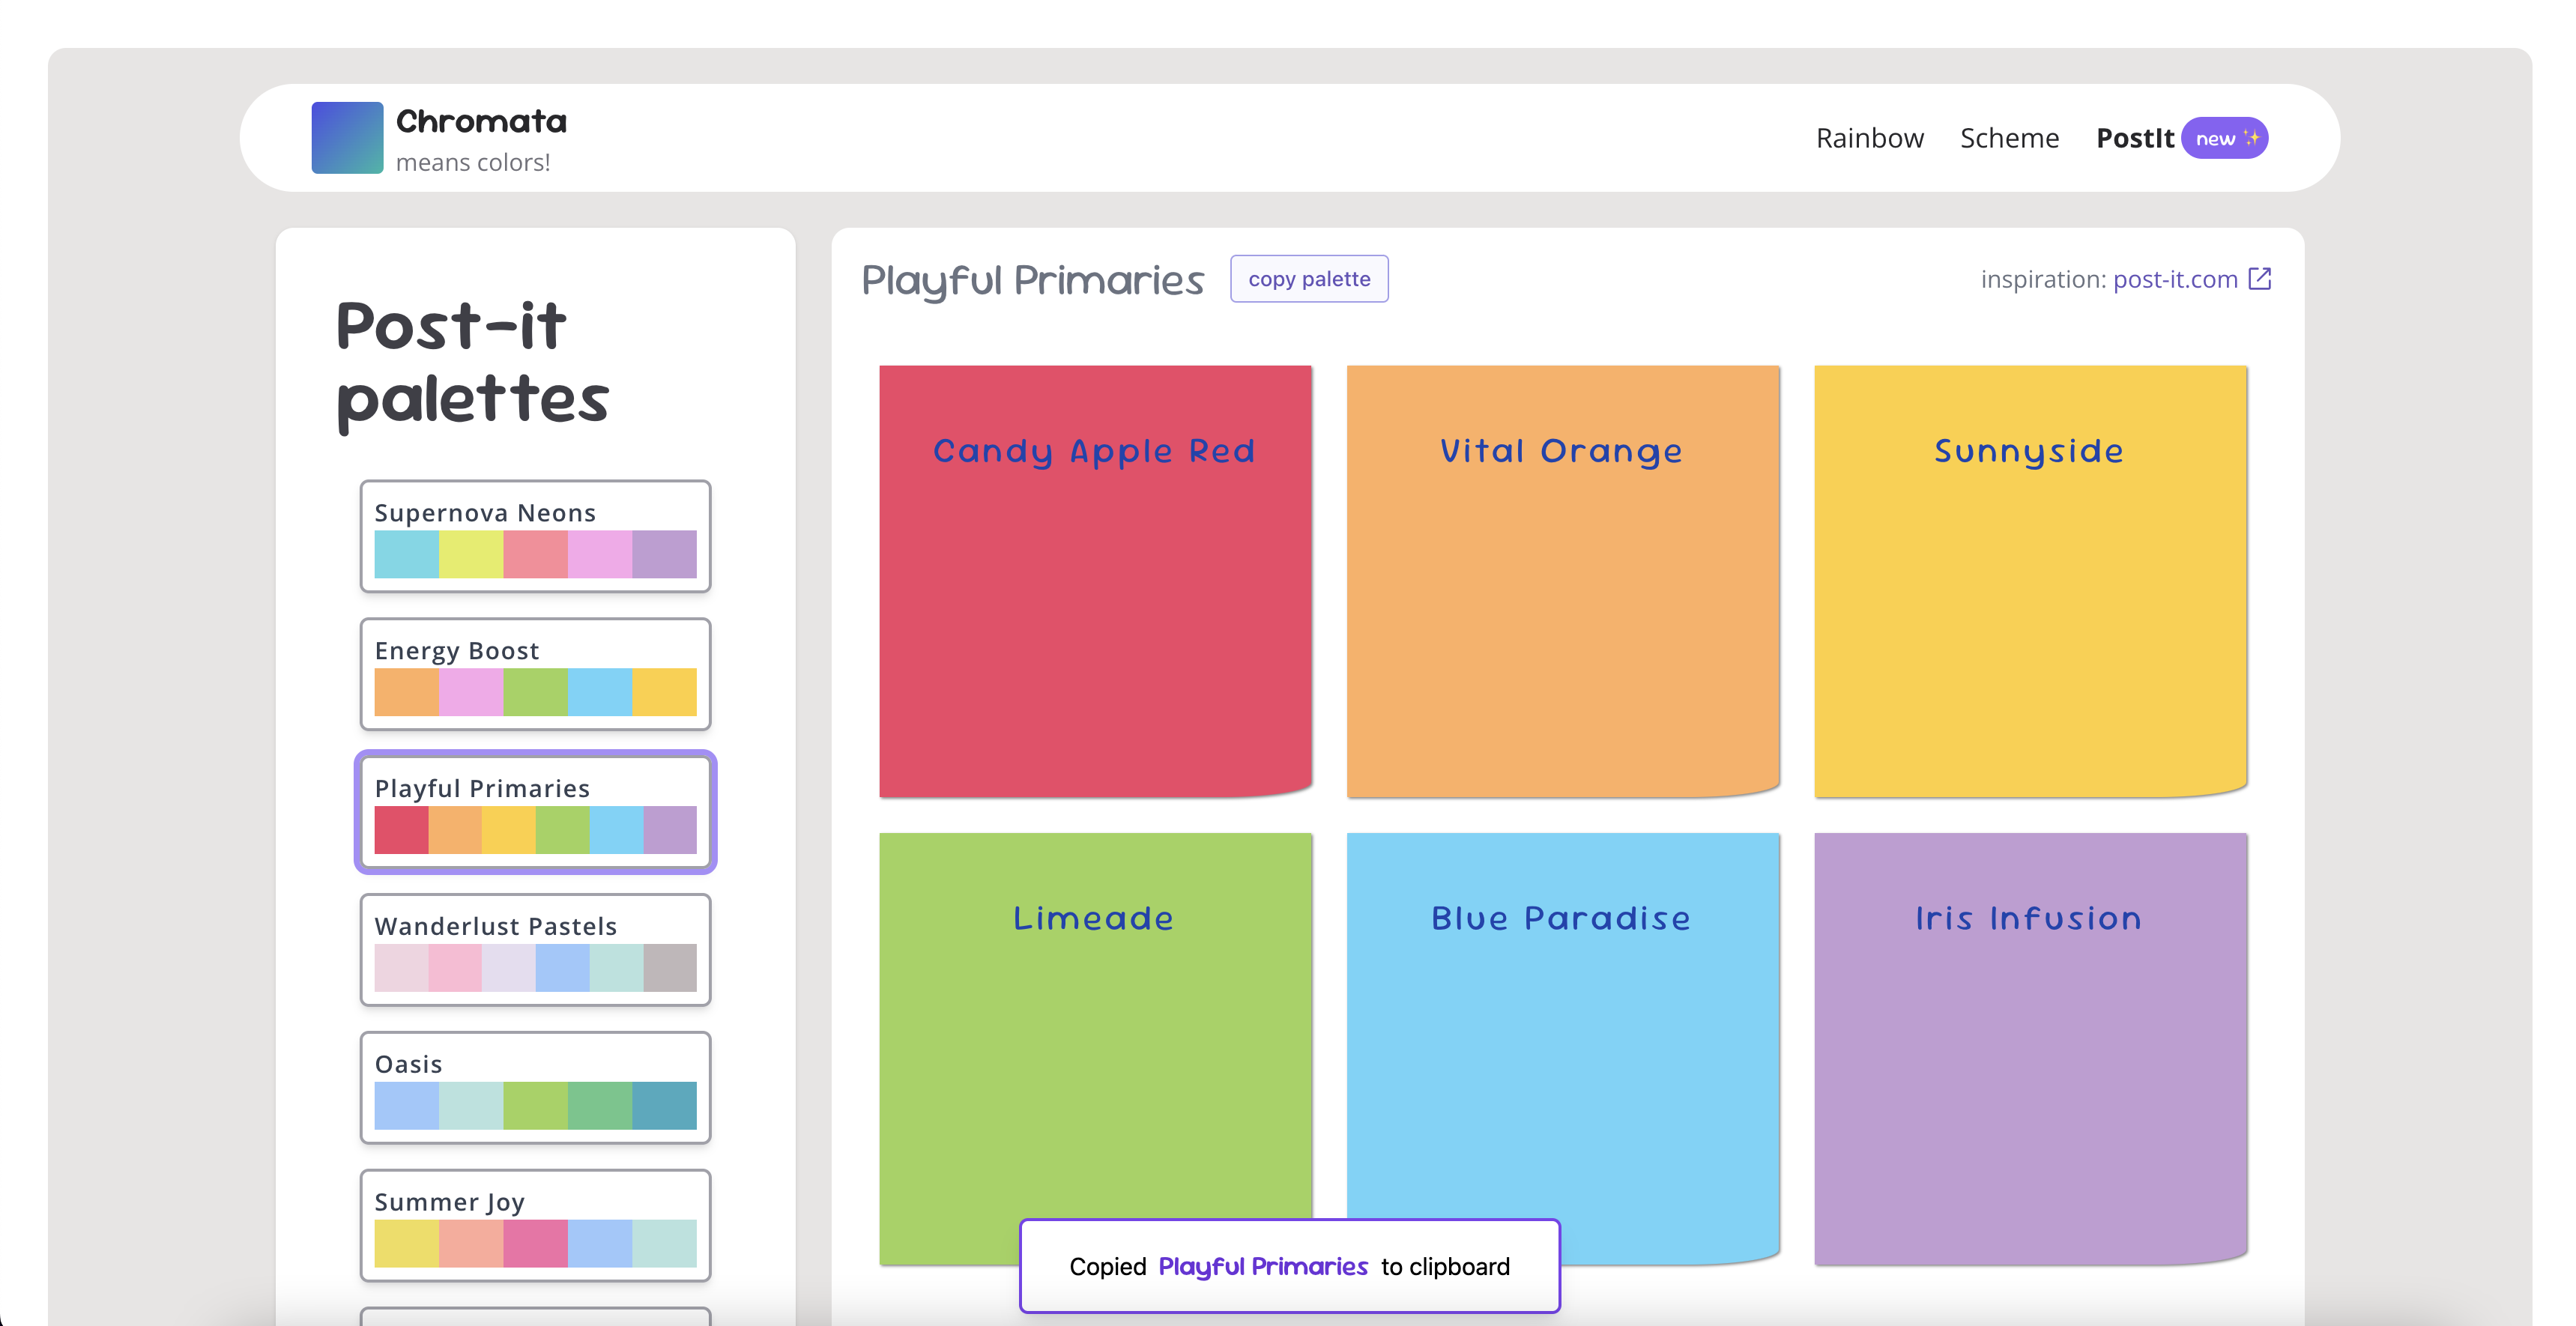 Chromata
means colors!
Rainbow
Scheme
PostIt
new ✨
Post-it
palettes
Supernova Neons
Energy Boost
Playful Primaries
Wanderlust Pastels
Oasis
Summer Joy
Playful Primaries
copy palette
inspiration: post-it.com
Candy Apple Red
Vital Orange
Sunnyside
Limeade
Blue Paradise
Iris Infusion
Copied Playful Primaries to clipboard